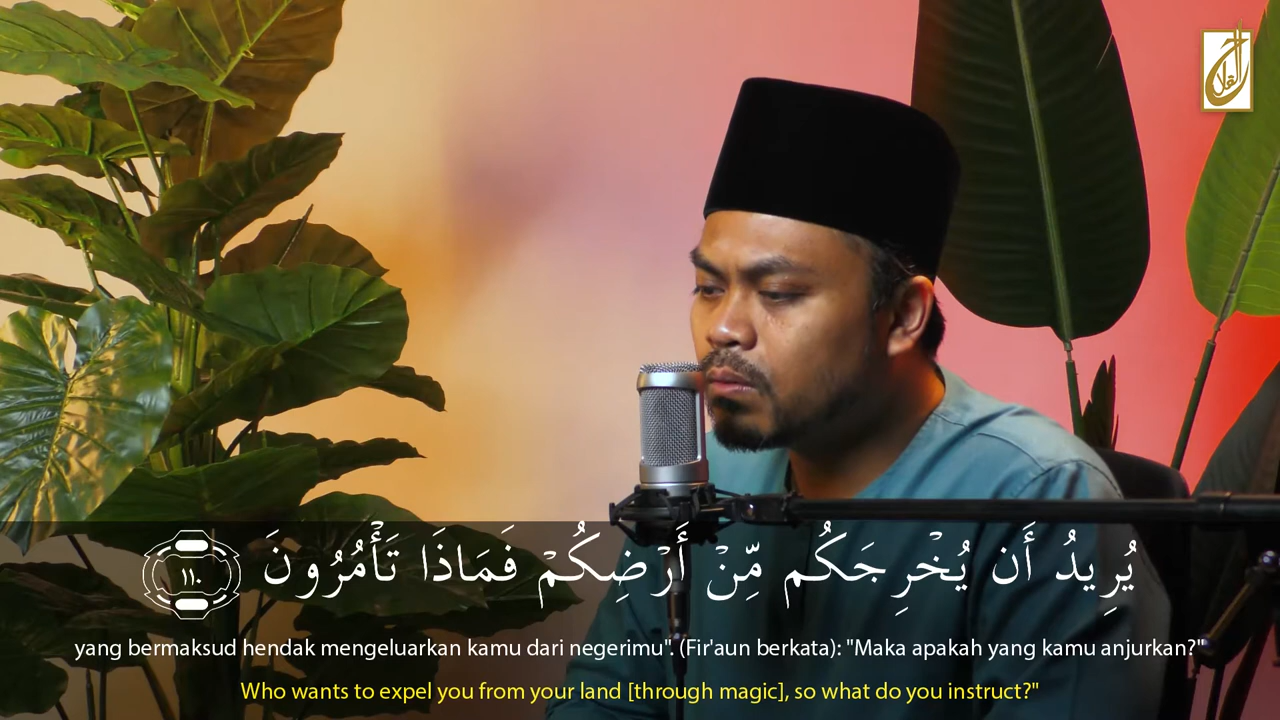 يُرِيدُ أَن يُخْرِجَكُم مِّنْ أَرْضِكُمْ فَمَاذَا تَأْمُرُونَ ١١٠
yang bermaksud hendak mengeluarkan kamu dari negerimu". (Fir'aun berkata): "Maka apakah yang kamu anjurkan?"
Who wants to expel you from your land [through magic], so what do you instruct?"